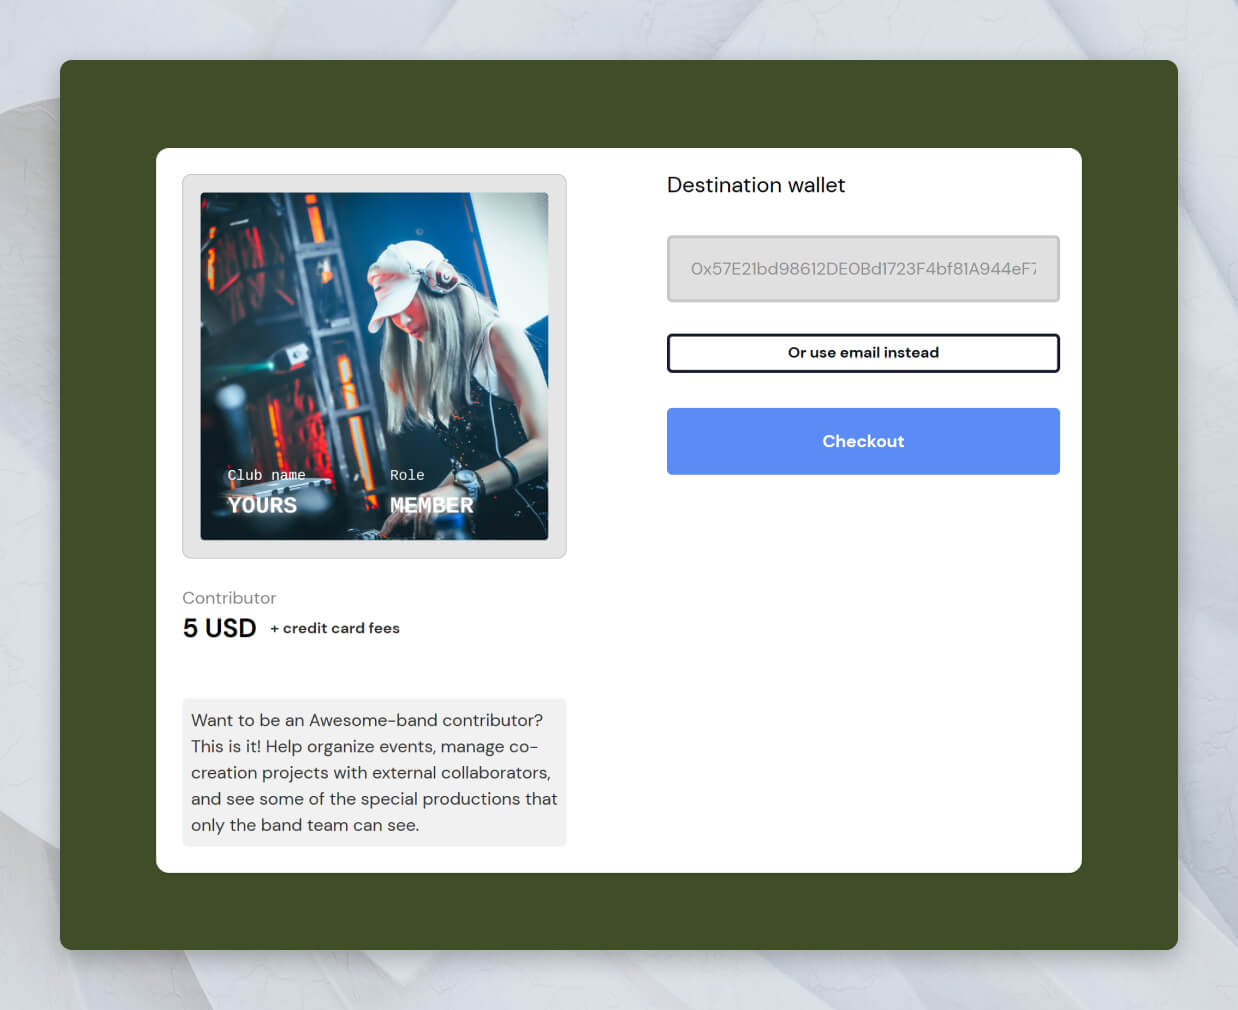 Club name
YOURS
Role
MEMBER
Contributor
5 USD + credit card fees
Want to be an Awesome-band contributor?
This is it! Help organize events, manage co-
creation projects with external collaborators,
and see some of the special productions that
only the band team can see.
Destination wallet
0x57E21bd98612DE0Bd1723F4bf81A944eF7
Or use email instead
Checkout